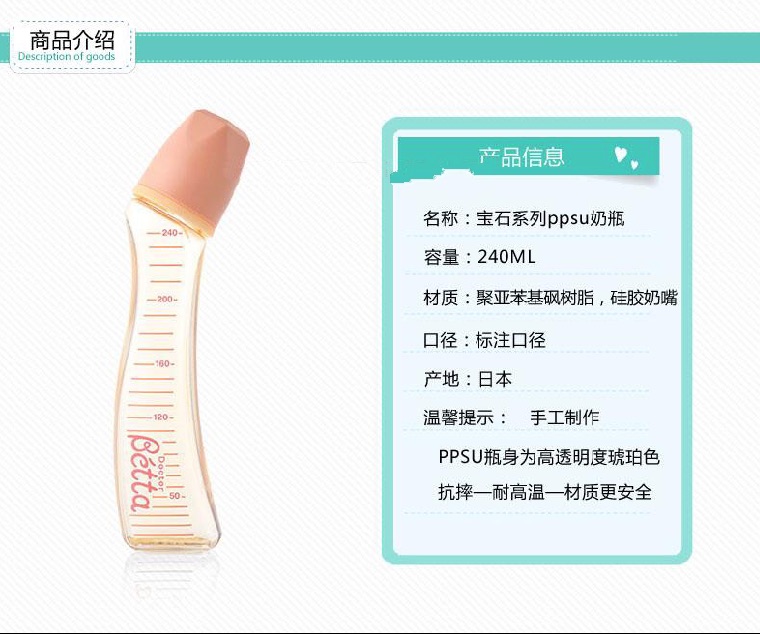 商品介绍
Description of goods
产品信息
名称：宝石系列ppsu奶瓶
容量：240ML
材质：聚亚苯基砜树脂，硅胶奶嘴
口径：标注口径
产地：日本
温馨提示： 手工制作
PPSU瓶身为高透明度琥珀色
抗摔—耐高温—材质更安全
240
200
160
120
50
Doctor
Bétta